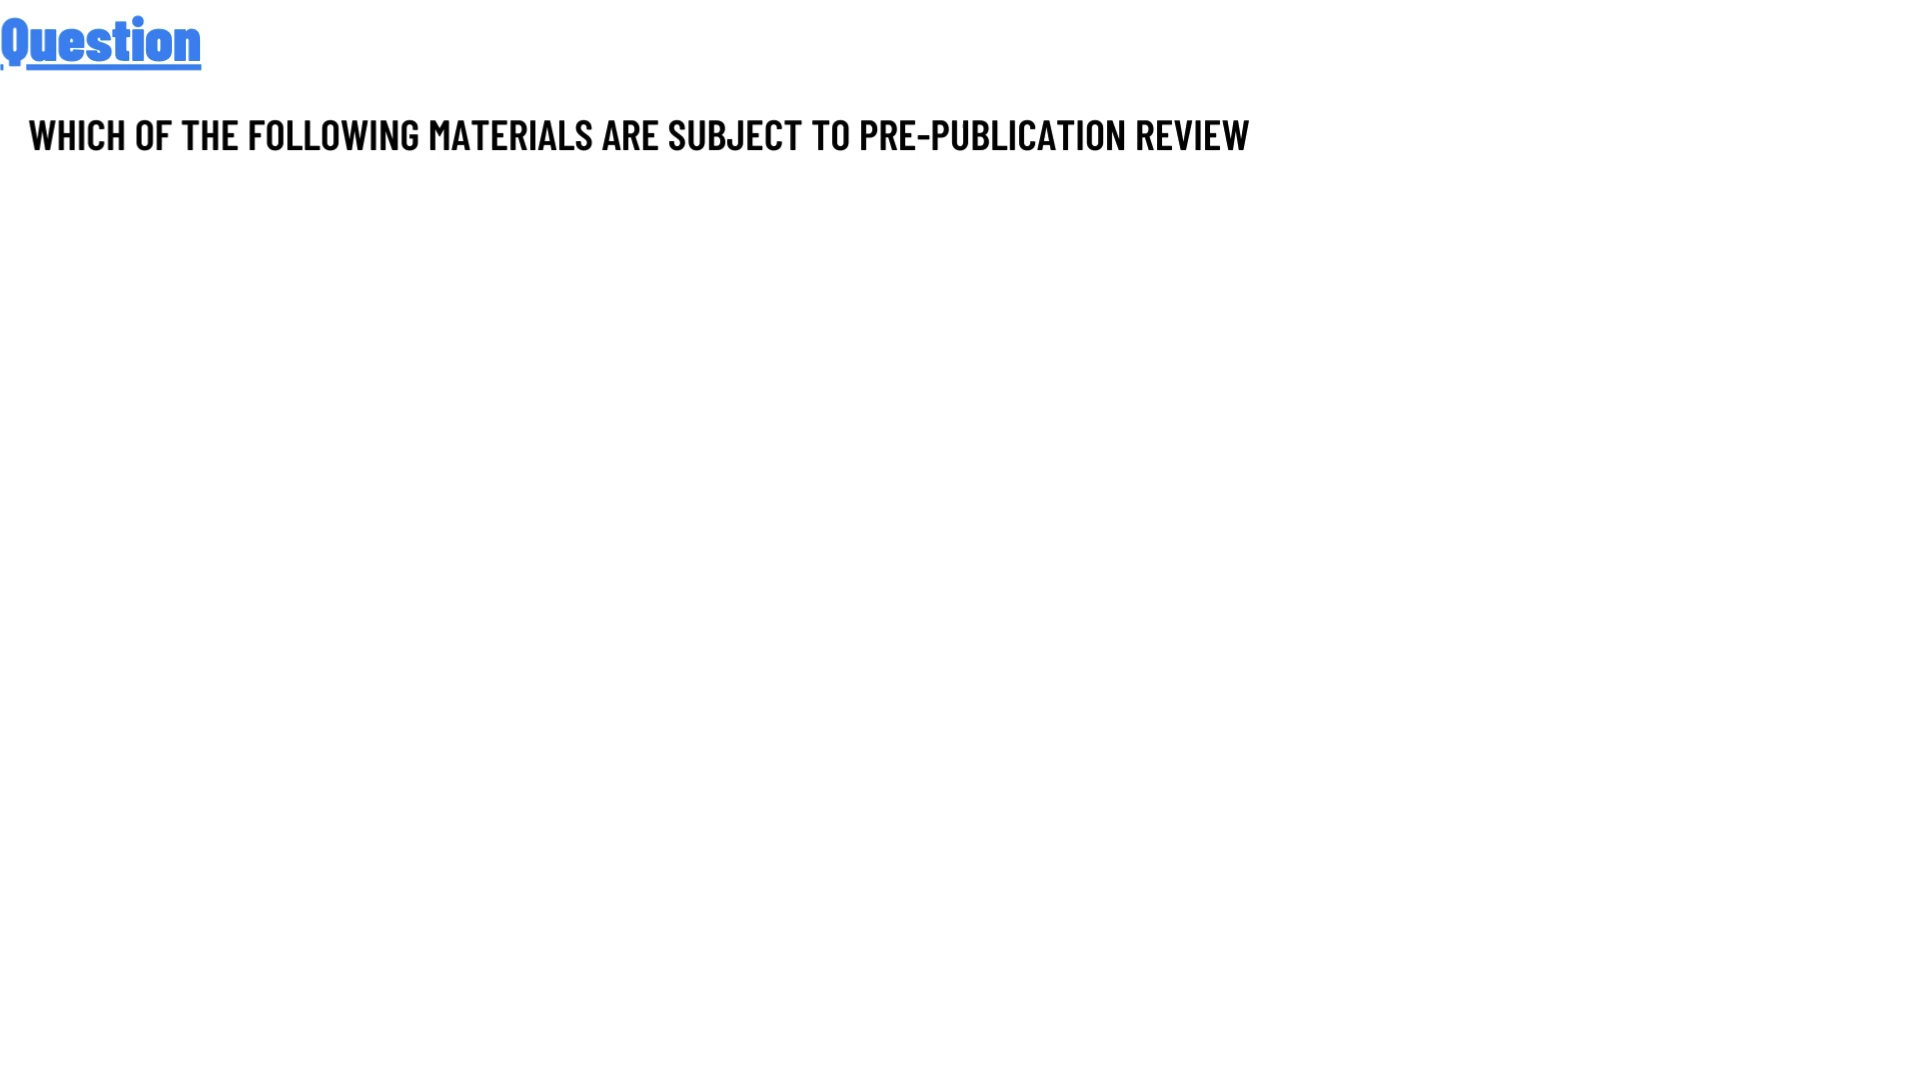 Question
WHICH OF THE FOLLOWING MATERIALS ARE SUBJECT TO PRE-PUBLICATION REVIEW